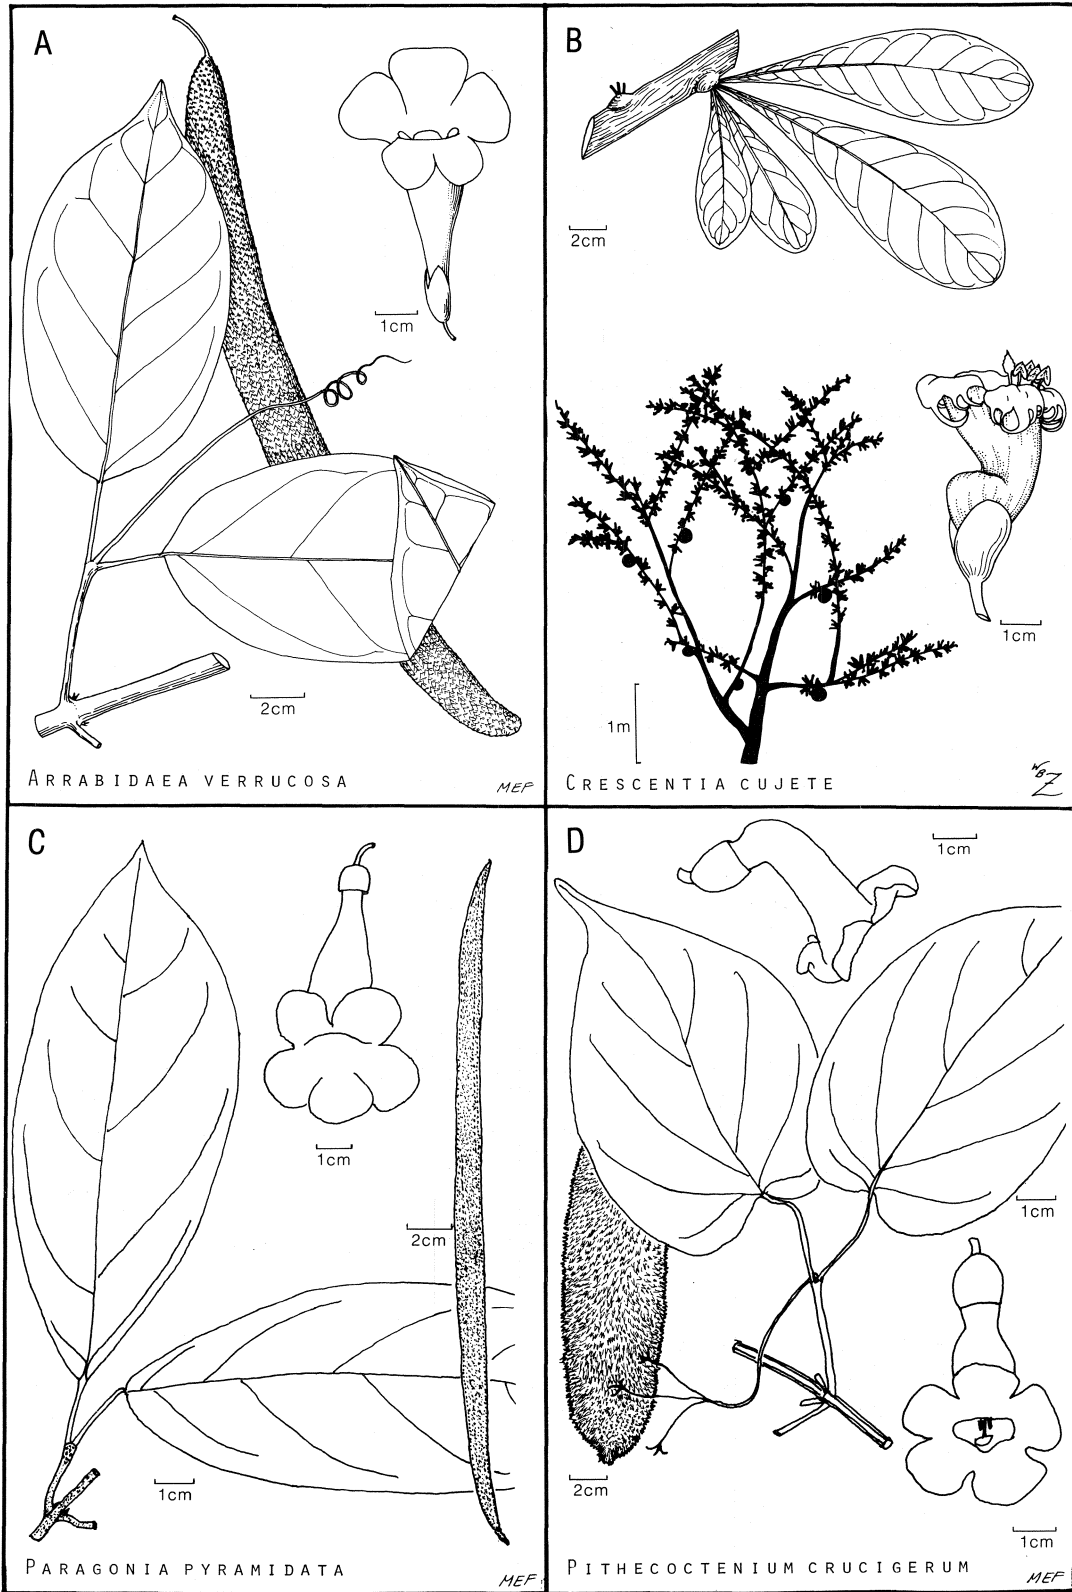 A
1cm
2cm
ARRABIDAEA VERRUCOSA
MEF
B
2cm
1cm
1m
CRESCENTIA CUJETE
WBZ
C
1cm
2cm
1cm
PARAGONIA PYRAMIDATA
MEF
D
1cm
1cm
2cm
1cm
PITHECOCTENIUM CRUCIGERUM
MEF